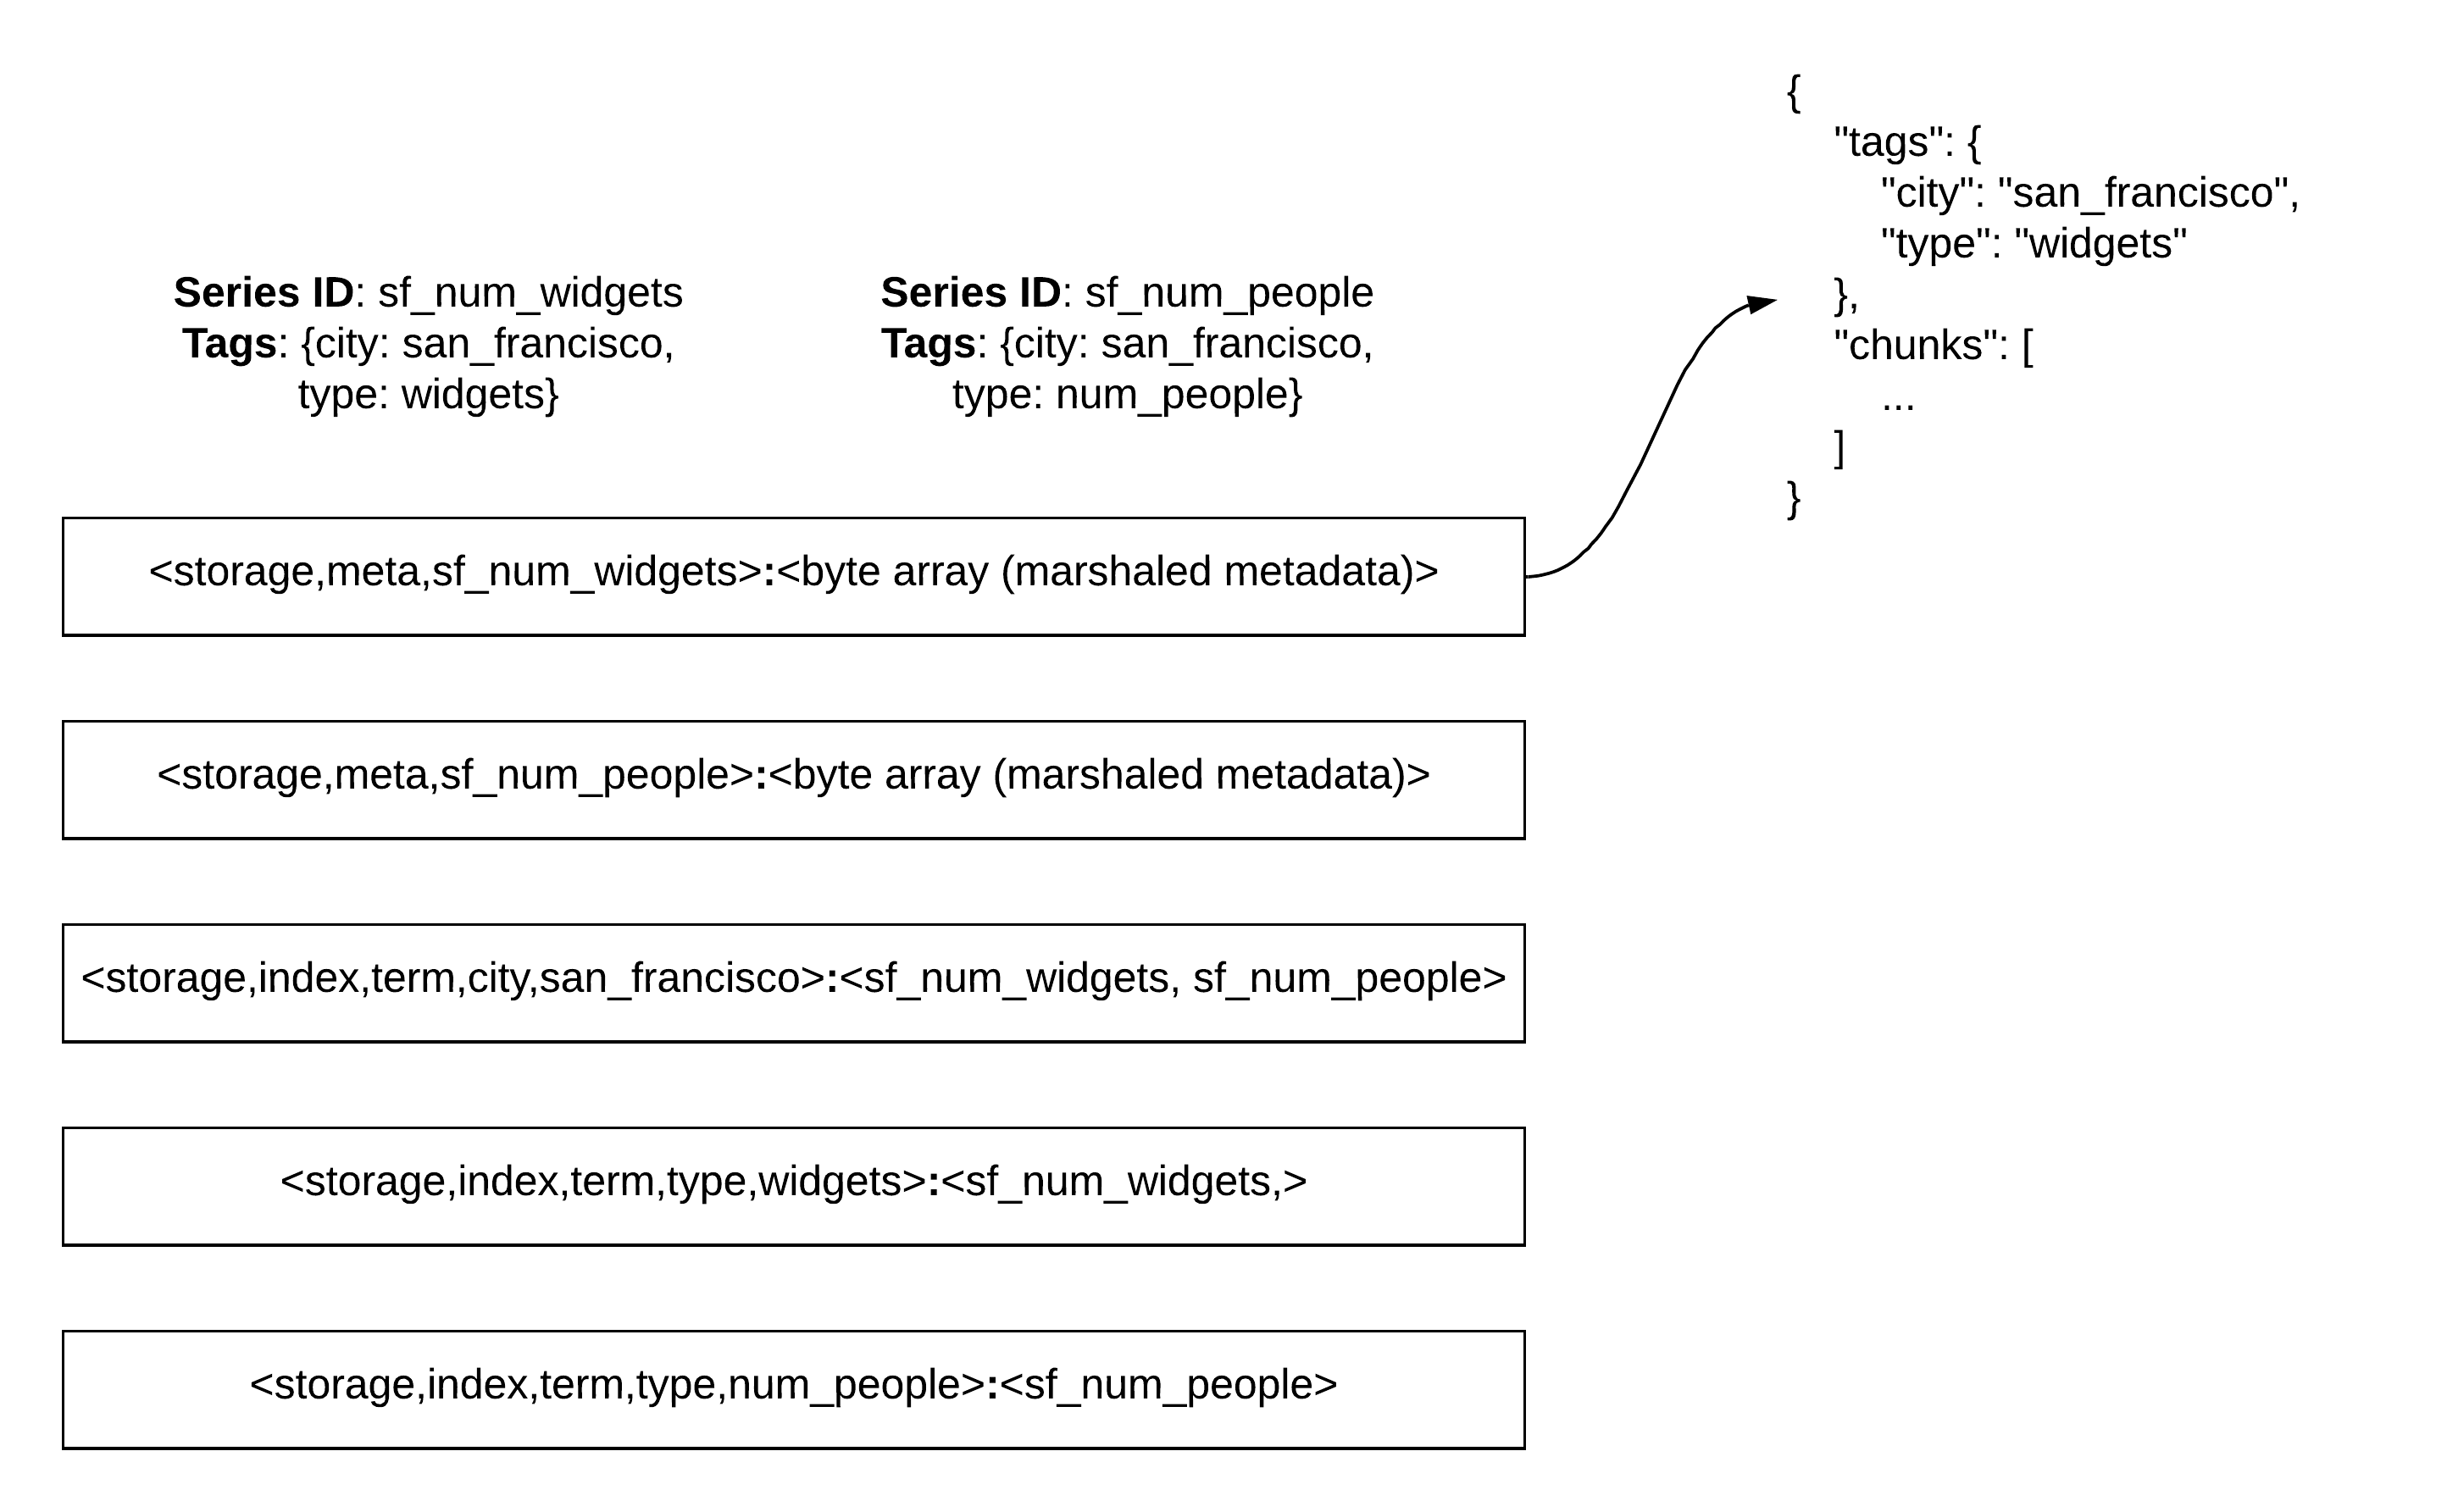 {
"tags": {
"city": "san_francisco",
"type": "widgets"
},
"chunks": [
...
]
}
Series ID: sf_num_widgets
Tags: {city: san_francisco,
type: widgets}
Series ID: sf_num_people
Tags: {city: san_francisco,
type: num_people}
<storage,meta,sf_num_widgets>:<byte array (marshaled metadata)>
<storage,meta,sf_num_people>:<byte array (marshaled metadata)>
<storage,index,term,city,san_francisco>:<sf_num_widgets, sf_num_people>
<storage,index,term,type,widgets>:<sf_num_widgets,>
<storage,index,term,type,num_people>:<sf_num_people>